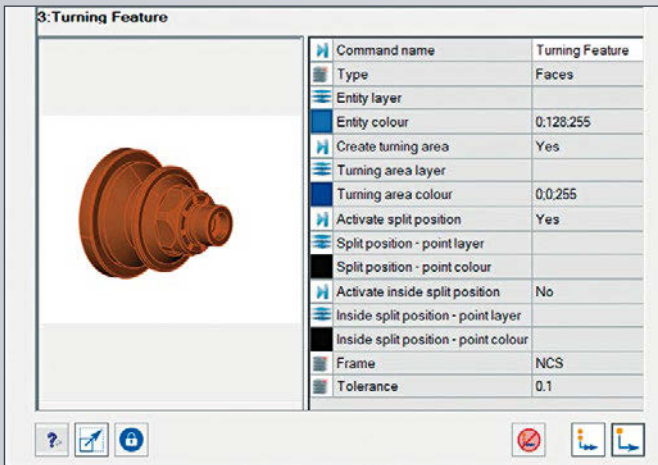 3:Turning Feature
Command name Turning Feature
Type Faces
Entity layer
Entity colour 0;128;255
Create turning area Yes
Turning area layer
Turning area colour 0;0;255
Activate split position Yes
Split position - point layer
Split position - point colour
Activate inside split position No
Inside split position - point layer
Inside split position - point colour
Frame NCS
Tolerance 0.1
?